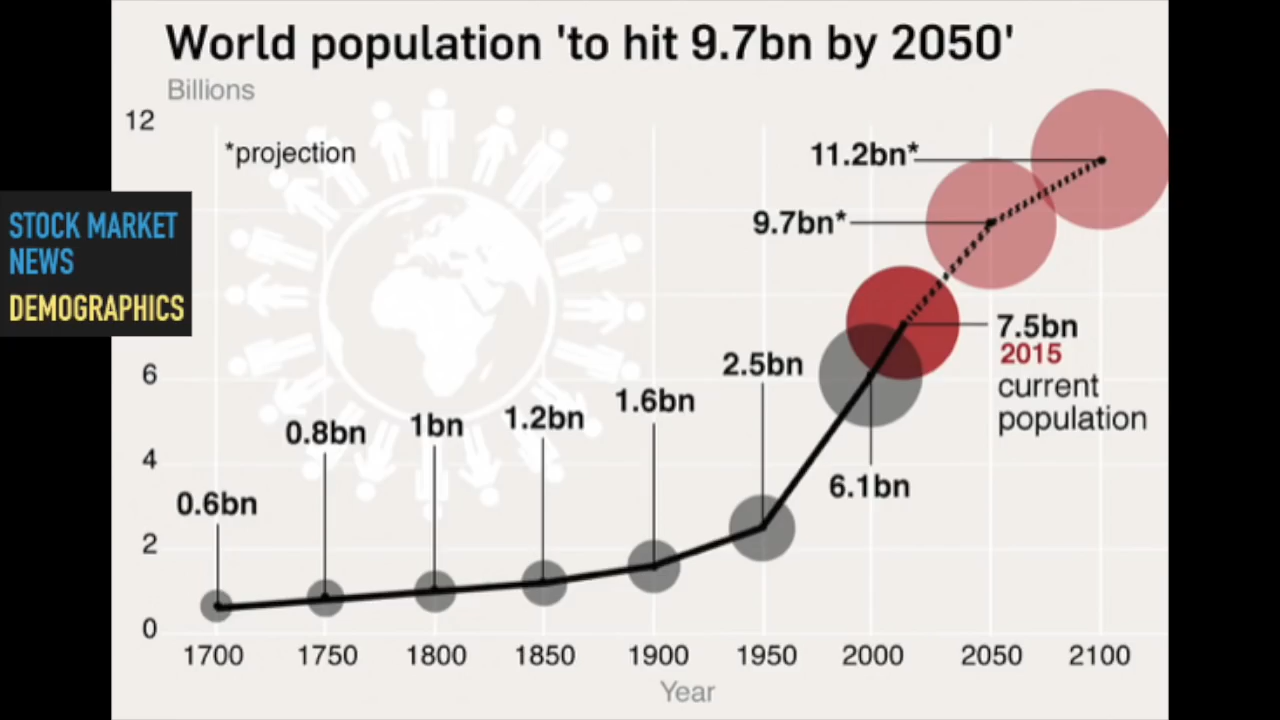 World population 'to hit 9.7bn by 2050'
Billions
12
*projection
11.2bn*
STOCK MARKET
NEWS
DEMOGRAPHICS
9.7bn*
7.5bn
2015
current
population
6
2.5bn
1.6bn
1.2bn
1bn
0.8bn
4
6.1bn
0.6bn
2
0
1700 1750 1800 1850 1900 1950 2000 2050 2100
Year